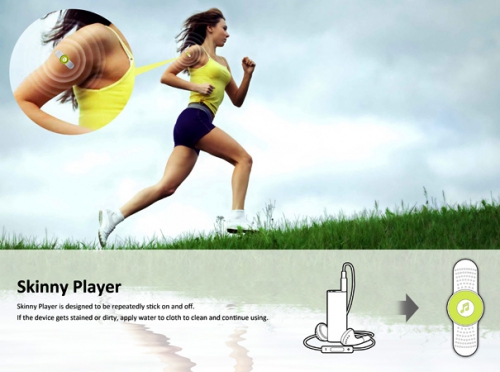 Skinny Player
Skinny Player is designed to be repeatedly stick on and off.
If the device gets stained or dirty, apply water to cloth to clean and continue using.